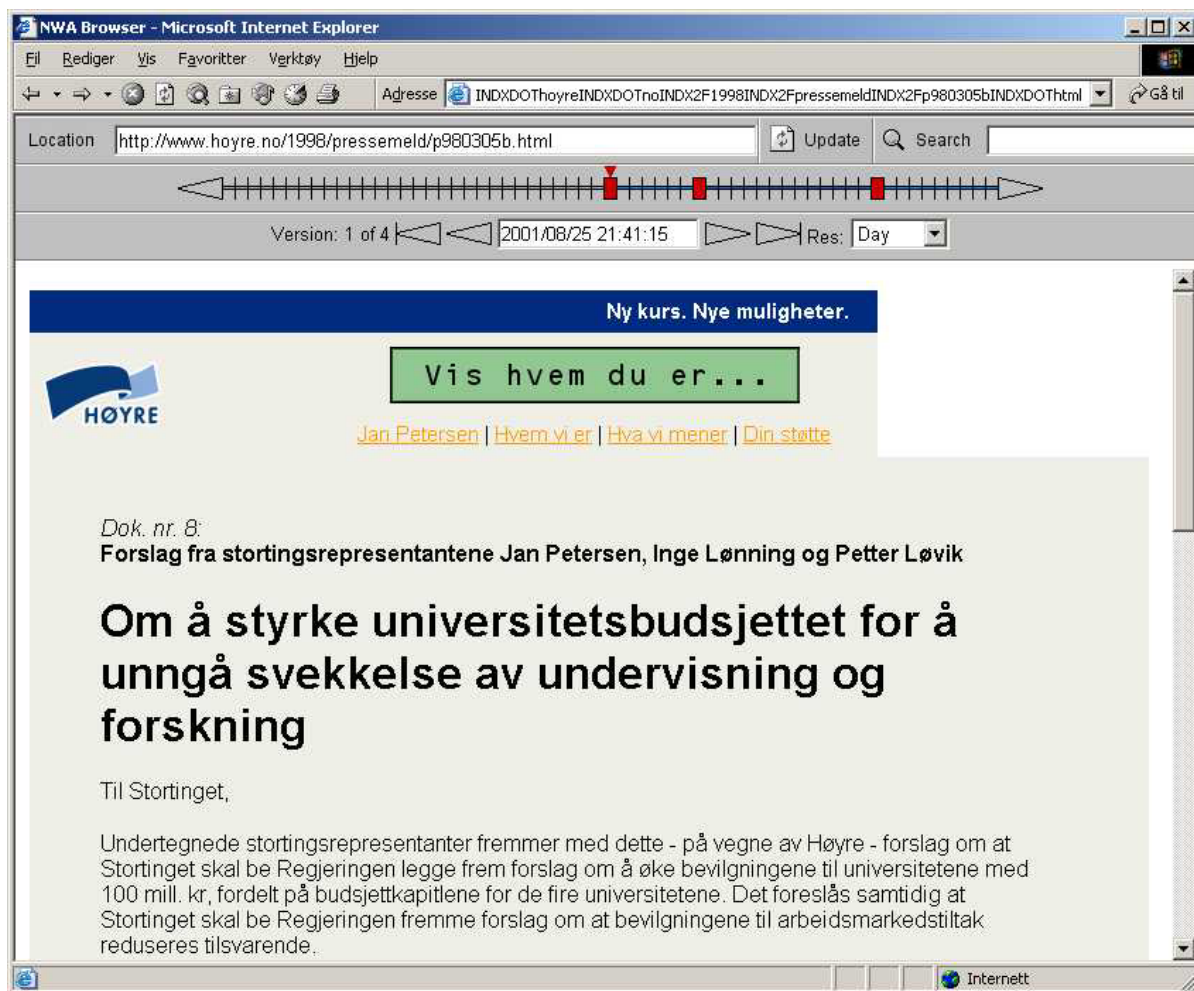 NWA Browser - Microsoft Internet Explorer
Fil Rediger Vis Favoritter Verktøy Hjelp
Adresse INDXDOThoyreINDXDOTnoINDX2F1998INDX2FpressemeldINDX2Fp980305bINDXDOThtml Gå til
Location http://www.hoyre.no/1998/pressemeld/p980305b.html Update Search
Version: 1 of 4 2001/08/25 21:41:15 Res: Day
Ny kurs. Nye muligheter.
Vis hvem du er...
HØYRE
Jan Petersen | Hvem vi er | Hva vi mener | Din støtte
Dok. nr. 8:
Forslag fra stortingsrepresentantene Jan Petersen, Inge Lønning og Petter Løvik
Om å styrke universitetsbudsjettet for å
unngå svekkelse av undervisning og
forskning
Til Stortinget,
Undertegnede stortingsrepresentanter fremmer med dette - på vegne av Høyre - forslag om at
Stortinget skal be Regjeringen legge frem forslag om å øke bevilgningene til universitetene med
100 mill. kr, fordelt på budsjettkapitlene for de fire universitetene. Det foreslås samtidig at
Stortinget skal be Regjeringen fremme forslag om at bevilgningene til arbeidsmarkedstiltak
reduseres tilsvarende.
Internett